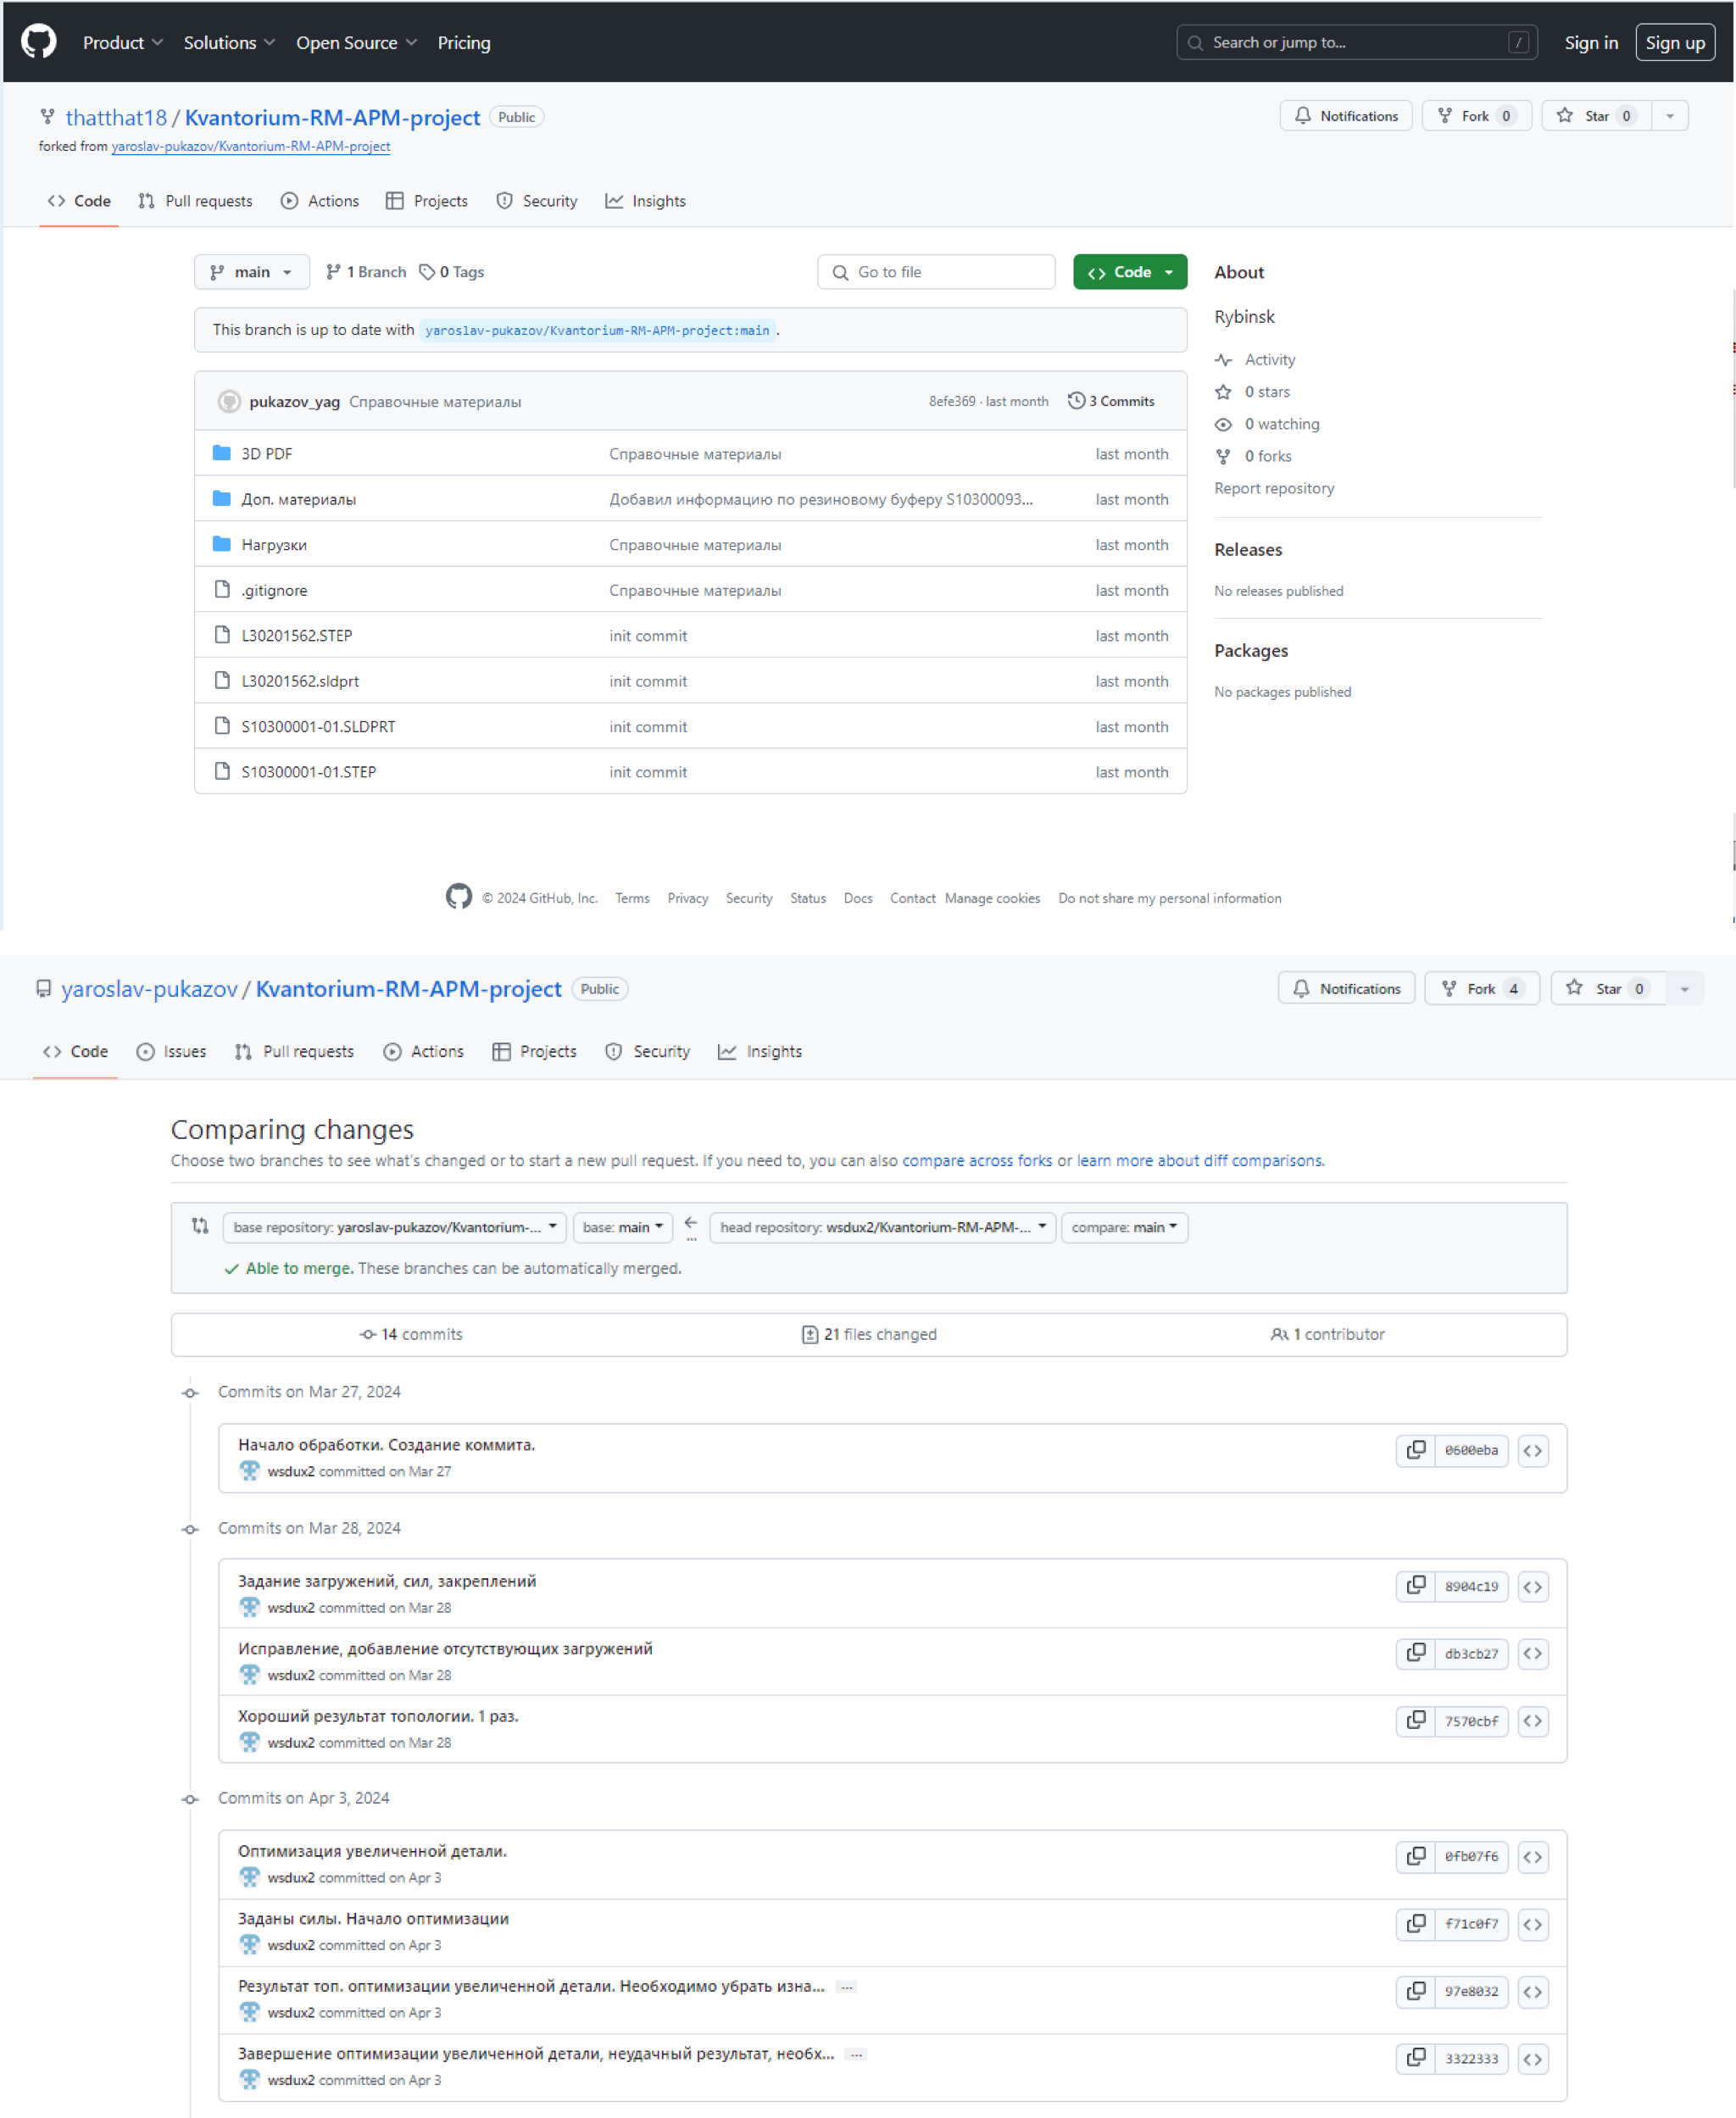 Product Solutions Open Source Pricing Search or jump to... / Sign in Sign up
thatthat18 / Kvantorium-RM-APM-project Public Notifications Fork 0 Star 0
forked from yaroslav-pukazov/Kvantorium-RM-APM-project
Code Pull requests Actions Projects Security Insights
main 1 Branch 0 Tags Go to file Code About
Rybinsk
This branch is up to date with yaroslav-pukazov/Kvantorium-RM-APM-project:main .
Activity
0 stars
pukazov_yag Справочные материалы 8efe369 · last month 3 Commits
0 watching
3D PDF Справочные материалы last month
0 forks
Report repository
Доп. материалы Добавил информацию по резиновому буферу S10300093... last month
Нагрузки Справочные материалы last month
Releases
.gitignore Справочные материалы last month
No releases published
L30201562.STEP init commit last month
Packages
L30201562.sldprt init commit last month
No packages published
S10300001-01.SLDPRT init commit last month
S10300001-01.STEP init commit last month
© 2024 GitHub, Inc. Terms Privacy Security Status Docs Contact Manage cookies Do not share my personal information
yaroslav-pukazov / Kvantorium-RM-APM-project Public Notifications Fork 4 Star 0
Code Issues Pull requests Actions Projects Security Insights
Comparing changes
Choose two branches to see what's changed or to start a new pull request. If you need to, you can also compare across forks or learn more about diff comparisons.
base repository: yaroslav-pukazov/Kvantorium-... base: main ... head repository: wsdux2/Kvantorium-RM-APM-... compare: main
Able to merge. These branches can be automatically merged.
14 commits 21 files changed 1 contributor
Commits on Mar 27, 2024
Начало обработки. Создание коммита.
wsdux2 committed on Mar 27
0600eba
Commits on Mar 28, 2024
Задание загружений, сил, закреплений
wsdux2 committed on Mar 28
8904c19
Исправление, добавление отсутствующих загружений
wsdux2 committed on Mar 28
db3cb27
Хороший результат топологии. 1 раз.
wsdux2 committed on Mar 28
7570cbf
Commits on Apr 3, 2024
Оптимизация увеличенной детали.
wsdux2 committed on Apr 3
0fb07f6
Заданы силы. Начало оптимизации
wsdux2 committed on Apr 3
f71c0f7
Результат топ. оптимизации увеличенной детали. Необходимо убрать изна... ...
wsdux2 committed on Apr 3
97e8032
Завершение оптимизации увеличенной детали, неудачный результат, необх... ...
wsdux2 committed on Apr 3
3322333